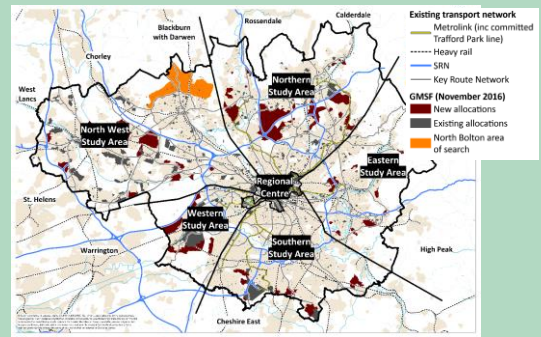 Blackburn
with Darwen
Rossendale
Calderdale
Chorley
West
Lancs
Northern
Study Area
North West
Study Area
Eastern
Study Area
Regional
Centre
Western
Study Area
Southern
Study Area
St. Helens
Warrington
High Peak
Cheshire East
Existing transport network
Metrolink (inc committed
Trafford Park line)
Heavy rail
SRN
Key Route Network
GMSF (November 2016)
New allocations
Existing allocations
North Bolton area
of search